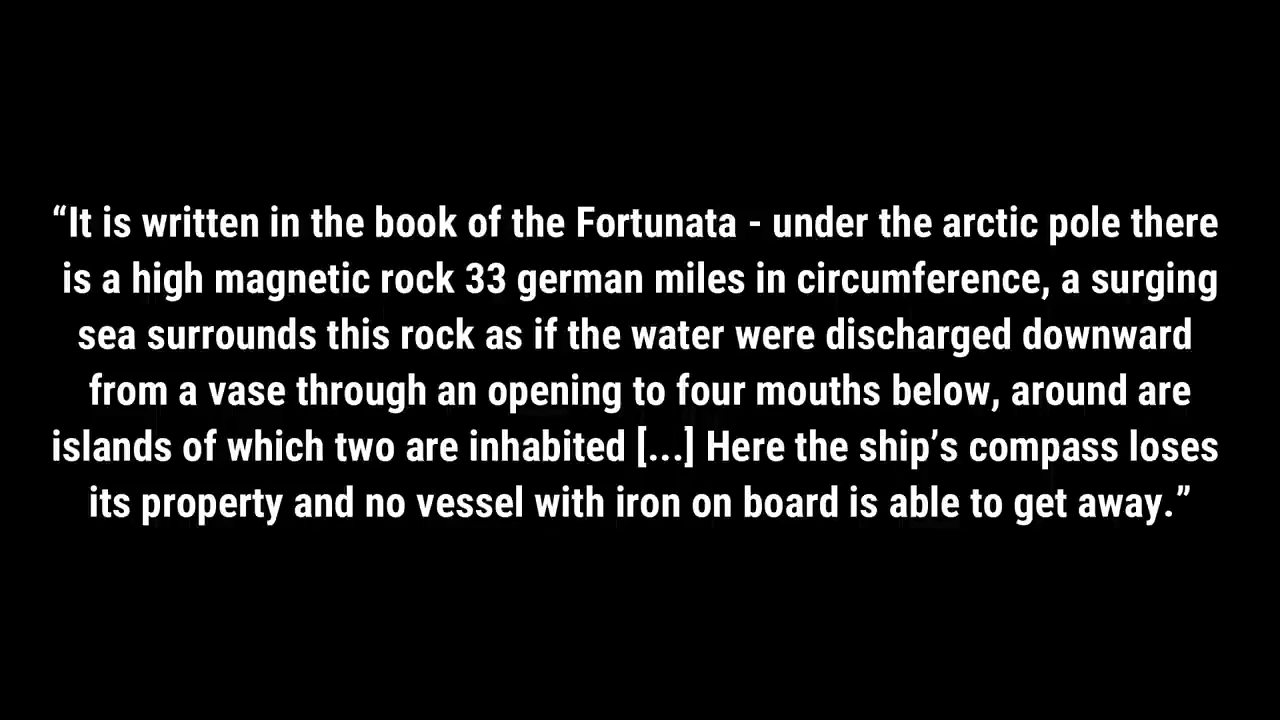 “It is written in the book of the Fortunata - under the arctic pole there
is a high magnetic rock 33 german miles in circumference, a surging
sea surrounds this rock as if the water were discharged downward
from a vase through an opening to four mouths below, around are
islands of which two are inhabited [...] Here the ship’s compass loses
its property and no vessel with iron on board is able to get away.”